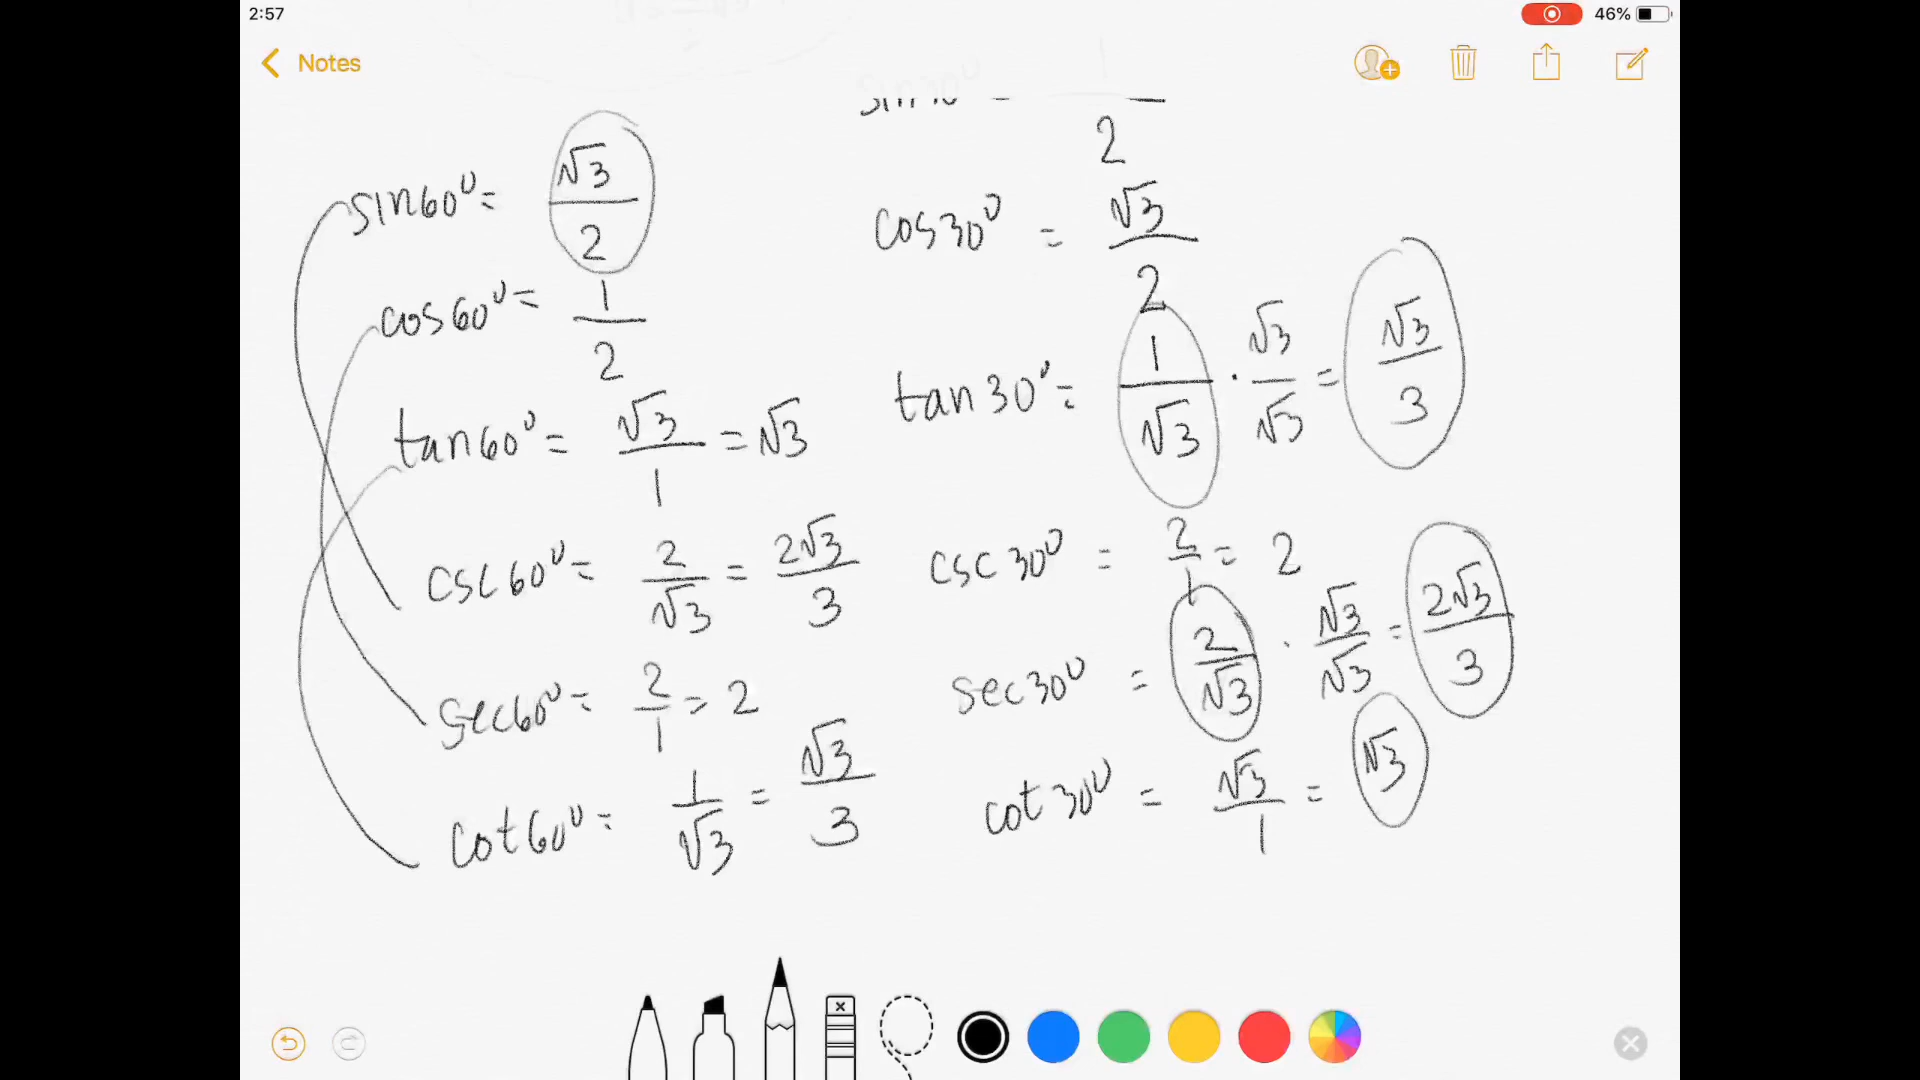 2:57
46%
Notes
sin60° = √3/2
cos60° = 1/2
tan60° = √3/1 = √3
csc60° = 2/√3 = 2√3/3
sec60° = 2/1 = 2
cot60° = 1/√3 = √3/3
2
cos30° = √3/2
tan30° = 1/√3 · √3/√3 = √3/3
csc30° = 2/1 = 2
sec30° = 2/√3 · √3/√3 = 2√3/3
cot30° = √3/1 = √3